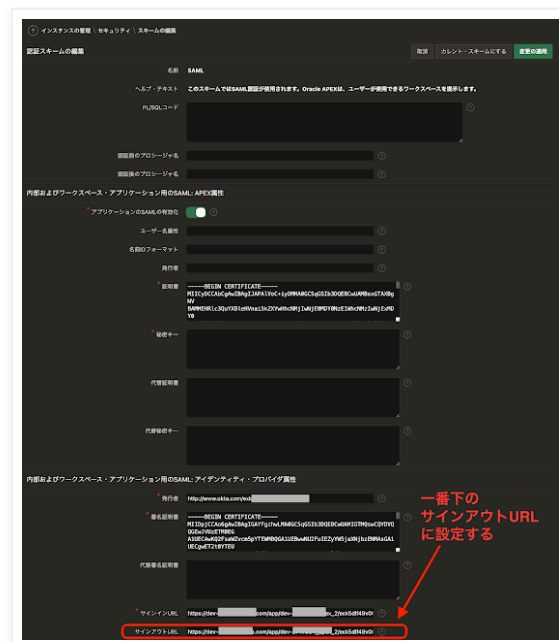 インスタンスの管理 \ セキュリティ \ スキームの編集
認証スキームの編集
取消
カレント・スキームにする
変更の適用
名前 SAML
ヘルプ・テキスト このスキームではSAML認証が使用されます。Oracle APEXは、ユーザーが使用できるワークスペースを提示します。
PL/SQLコード
認証前のプロシージャ名
認証後のプロシージャ名
内部およびワークスペース・アプリケーション用のSAML: APEX属性
* アプリケーションのSAMLの有効化
ユーザー名属性
名前IDフォーマット
発行者
* 証明書
-----BEGIN CERTIFICATE-----
NV
Y0
* 秘密キー
代替証明書
代替秘密キー
内部およびワークスペース・アプリケーション用のSAML: アイデンティティ・プロバイダ属性
* 発行者 http://www.okta.com/exk
* 署名証明書
-----BEGIN CERTIFICATE-----
代替署名証明書
* サインインURL https://dev- .com/app/dev-
サインアウトURL https://dev- .com/app/dev-
一番下の
サインアウトURL
に設定する